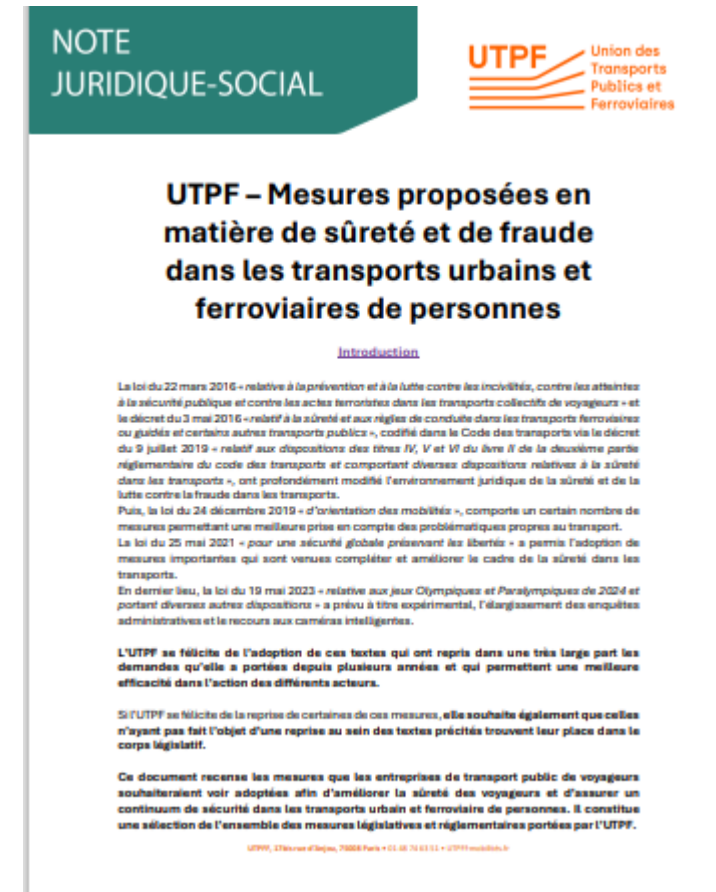 NOTE
JURIDIQUE-SOCIAL
UTPF
Union des
Transports
Publics et
Ferroviaires
UTPF – Mesures proposées en
matière de sûreté et de fraude
dans les transports urbains et
ferroviaires de personnes
Introduction
La loi du 22 mars 2016 « relative à la prévention et à la lutte contre les incivilités, contre les atteintes
à la sécurité publique et contre les actes terroristes dans les transports collectifs de voyageurs » et
le décret du 3 mai 2016 « relatif à la sûreté et aux règles de conduite dans les transports ferroviaires
ou guidés et certains autres transports publics », codifié dans le Code des transports via le décret
du 9 juillet 2019 « relatif aux dispositions des titres IV, V et VI du livre II de la deuxième partie
réglementaire du code des transports et comportant diverses dispositions relatives à la sûreté
dans les transports », ont profondément modifié l'environnement juridique de la sûreté et de la
lutte contre la fraude dans les transports.
Puis, la loi du 24 décembre 2019 « d'orientation des mobilités », comporte un certain nombre de
mesures permettant une meilleure prise en compte des problématiques propres au transport.
La loi du 25 mai 2021 « pour une sécurité globale préservant les libertés » a permis l'adoption de
mesures importantes qui sont venues compléter et améliorer le cadre de la sûreté dans les
transports.
En dernier lieu, la loi du 19 mai 2023 « relative aux jeux Olympiques et Paralympiques de 2024 et
portant diverses autres dispositions » a prévu à titre expérimental, l'élargissement des enquêtes
administratives et le recours aux caméras intelligentes.
L'UTPF se félicite de l'adoption de ces textes qui ont repris dans une très large part les
demandes qu'elle a portées depuis plusieurs années et qui permettent une meilleure
efficacité dans l'action des différents acteurs.
Si l'UTPF se félicite de la reprise de certaines de ces mesures, elle souhaite également que celles
n'ayant pas fait l'objet d'une reprise au sein des textes précités trouvent leur place dans le
corps législatif.
Ce document recense les mesures que les entreprises de transport public de voyageurs
souhaiteraient voir adoptées afin d'améliorer la sûreté des voyageurs et d'assurer un
continuum de sécurité dans les transports urbain et ferroviaire de personnes. Il constitue
une sélection de l'ensemble des mesures législatives et réglementaires portées par l'UTPF.
UTPF, 17bis rue d'Anjou, 75008 Paris • 01 48 74 63 51 •